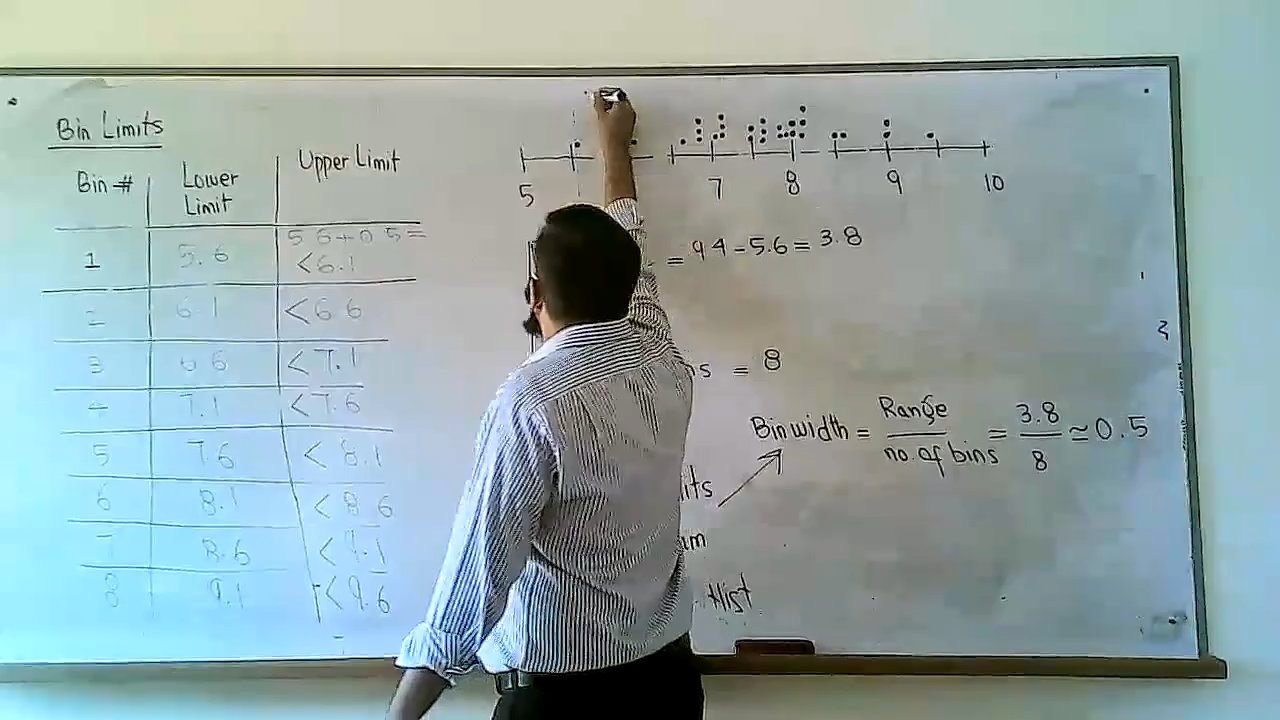 Bin Limits
Bin # Lower Limit Upper Limit
1 5.6 5.6+0.5= <6.1
2 6.1 <6.6
3 6.6 <7.1
4 7.1 <7.6
5 7.6 <8.1
6 8.1 <8.6
7 8.6 <9.1
8 9.1 <9.6
5 7 8 9 10
= 9.4-5.6=3.8
= 8
Binwidth = Range / no. of bins = 3.8 / 8 ≃ 0.5
Hist